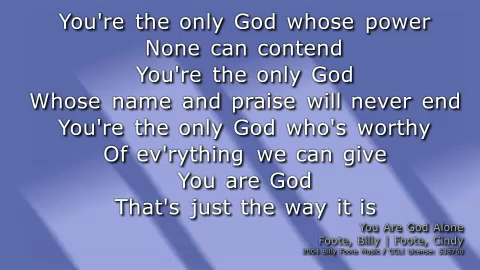 You're the only God whose power
None can contend
You're the only God
Whose name and praise will never end
You're the only God who's worthy
Of ev'rything we can give
You are God
That's just the way it is
You Are God Alone
Foote, Billy | Foote, Cindy
2004 Billy Foote Music / CCLI License: